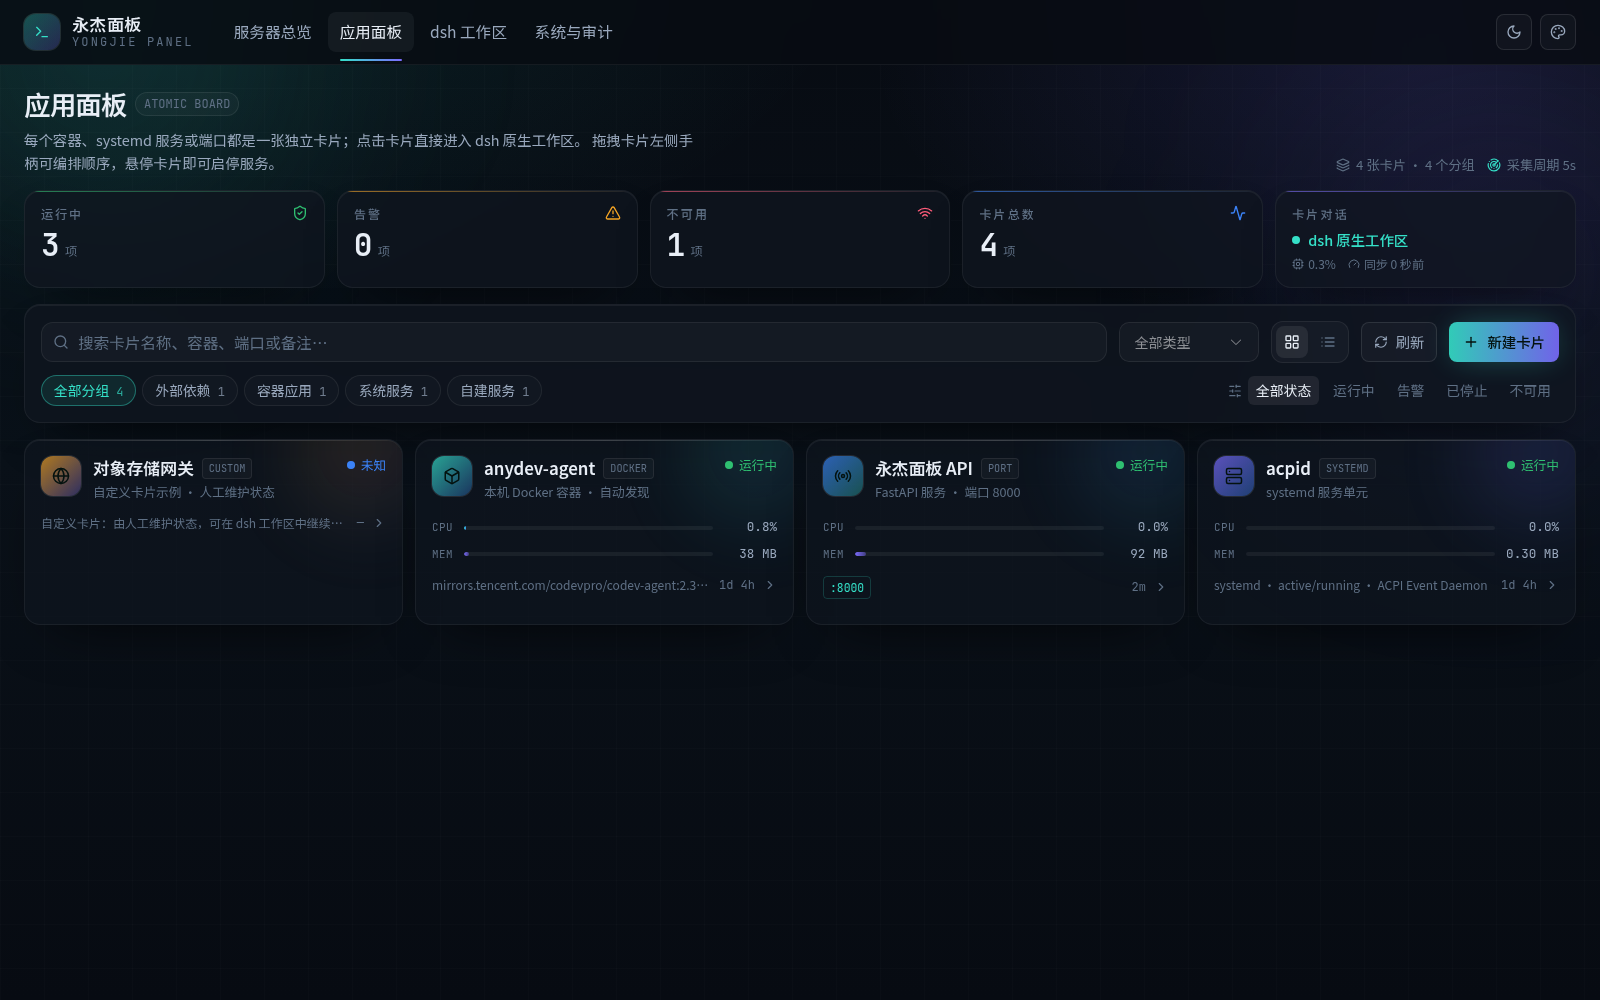 永杰面板
YONGJIE PANEL
服务器总览
应用面板
dsh 工作区
系统与审计
应用面板
ATOMIC BOARD
每个容器、systemd 服务或端口都是一张独立卡片；点击卡片直接进入 dsh 原生工作区。 拖拽卡片左侧手
柄可编排顺序，悬停卡片即可启停服务。
4 张卡片 • 4 个分组
采集周期 5s
运行中
3 项
告警
0 项
不可用
1 项
卡片总数
4 项
卡片对话
dsh 原生工作区
0.3%
同步 0 秒前
搜索卡片名称、容器、端口或备注…
全部类型
刷新
新建卡片
全部分组 4
外部依赖 1
容器应用 1
系统服务 1
自建服务 1
全部状态
运行中
告警
已停止
不可用
对象存储网关
CUSTOM
未知
自定义卡片示例 • 人工维护状态
自定义卡片：由人工维护状态，可在 dsh 工作区中继续…
—
anydev-agent
DOCKER
运行中
本机 Docker 容器 • 自动发现
CPU
0.8%
MEM
38 MB
mirrors.tencent.com/codevpro/codev-agent:2.3…
1d 4h
永杰面板 API
PORT
运行中
FastAPI 服务 • 端口 8000
CPU
0.0%
MEM
92 MB
:8000
2m
acpid
SYSTEMD
运行中
systemd 服务单元
CPU
0.0%
MEM
0.30 MB
systemd • active/running • ACPI Event Daemon
1d 4h